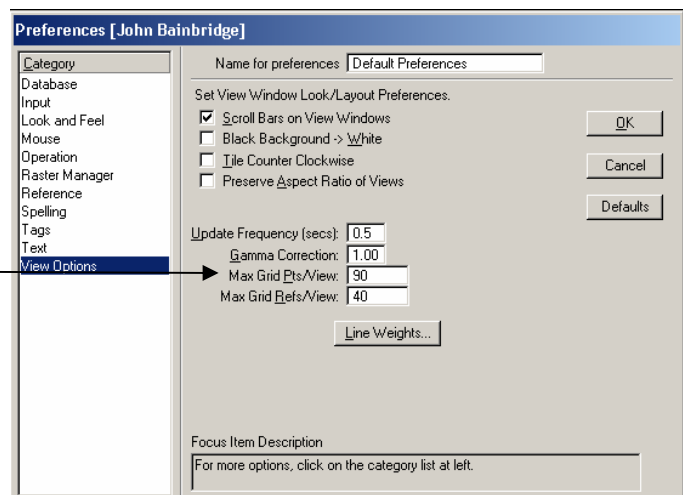 Preferences [John Bainbridge]
Category
Database
Input
Look and Feel
Mouse
Operation
Raster Manager
Reference
Spelling
Tags
Text
View Options
Name for preferences Default Preferences
Set View Window Look/Layout Preferences.
Scroll Bars on View Windows
Black Background -> White
Tile Counter Clockwise
Preserve Aspect Ratio of Views
OK
Cancel
Defaults
Update Frequency (secs): 0.5
Gamma Correction: 1.00
Max Grid Pts/View: 90
Max Grid Refs/View: 40
Line Weights...
Focus Item Description
For more options, click on the category list at left.